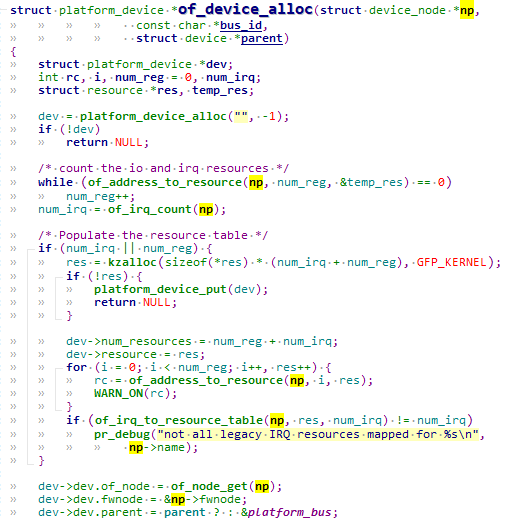 struct platform_device *of_device_alloc(struct device_node *np,
const char *bus_id,
struct device *parent)
{
struct platform_device *dev;
int rc, i, num_reg = 0, num_irq;
struct resource *res, temp_res;
dev = platform_device_alloc("", -1);
if (!dev)
return NULL;
/* count the io and irq resources */
while (of_address_to_resource(np, num_reg, &temp_res) == 0)
num_reg++;
num_irq = of_irq_count(np);
/* Populate the resource table */
if (num_irq || num_reg) {
res = kzalloc(sizeof(*res) * (num_irq + num_reg), GFP_KERNEL);
if (!res) {
platform_device_put(dev);
return NULL;
}
dev->num_resources = num_reg + num_irq;
dev->resource = res;
for (i = 0; i < num_reg; i++, res++) {
rc = of_address_to_resource(np, i, res);
WARN_ON(rc);
}
if (of_irq_to_resource_table(np, res, num_irq) != num_irq)
pr_debug("not all legacy IRQ resources mapped for %s\n",
np->name);
}
dev->dev.of_node = of_node_get(np);
dev->dev.fwnode = &np->fwnode;
dev->dev.parent = parent ? : &platform_bus;